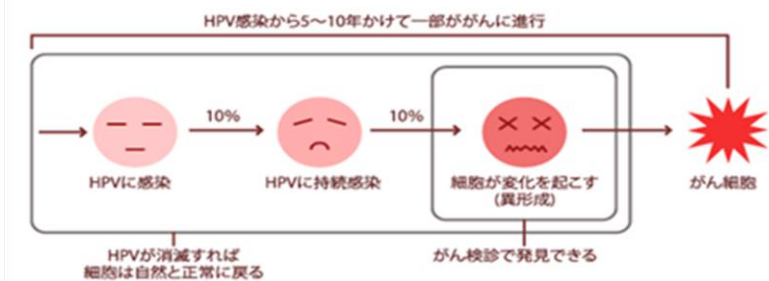 HPV感染から5〜10年かけて一部ががんに進行
10%
10%
HPVに感染
HPVに持続感染
細胞が変化を起こす
(異形成)
がん細胞
HPVが消滅すれば
細胞は自然と正常に戻る
がん検診で発見できる